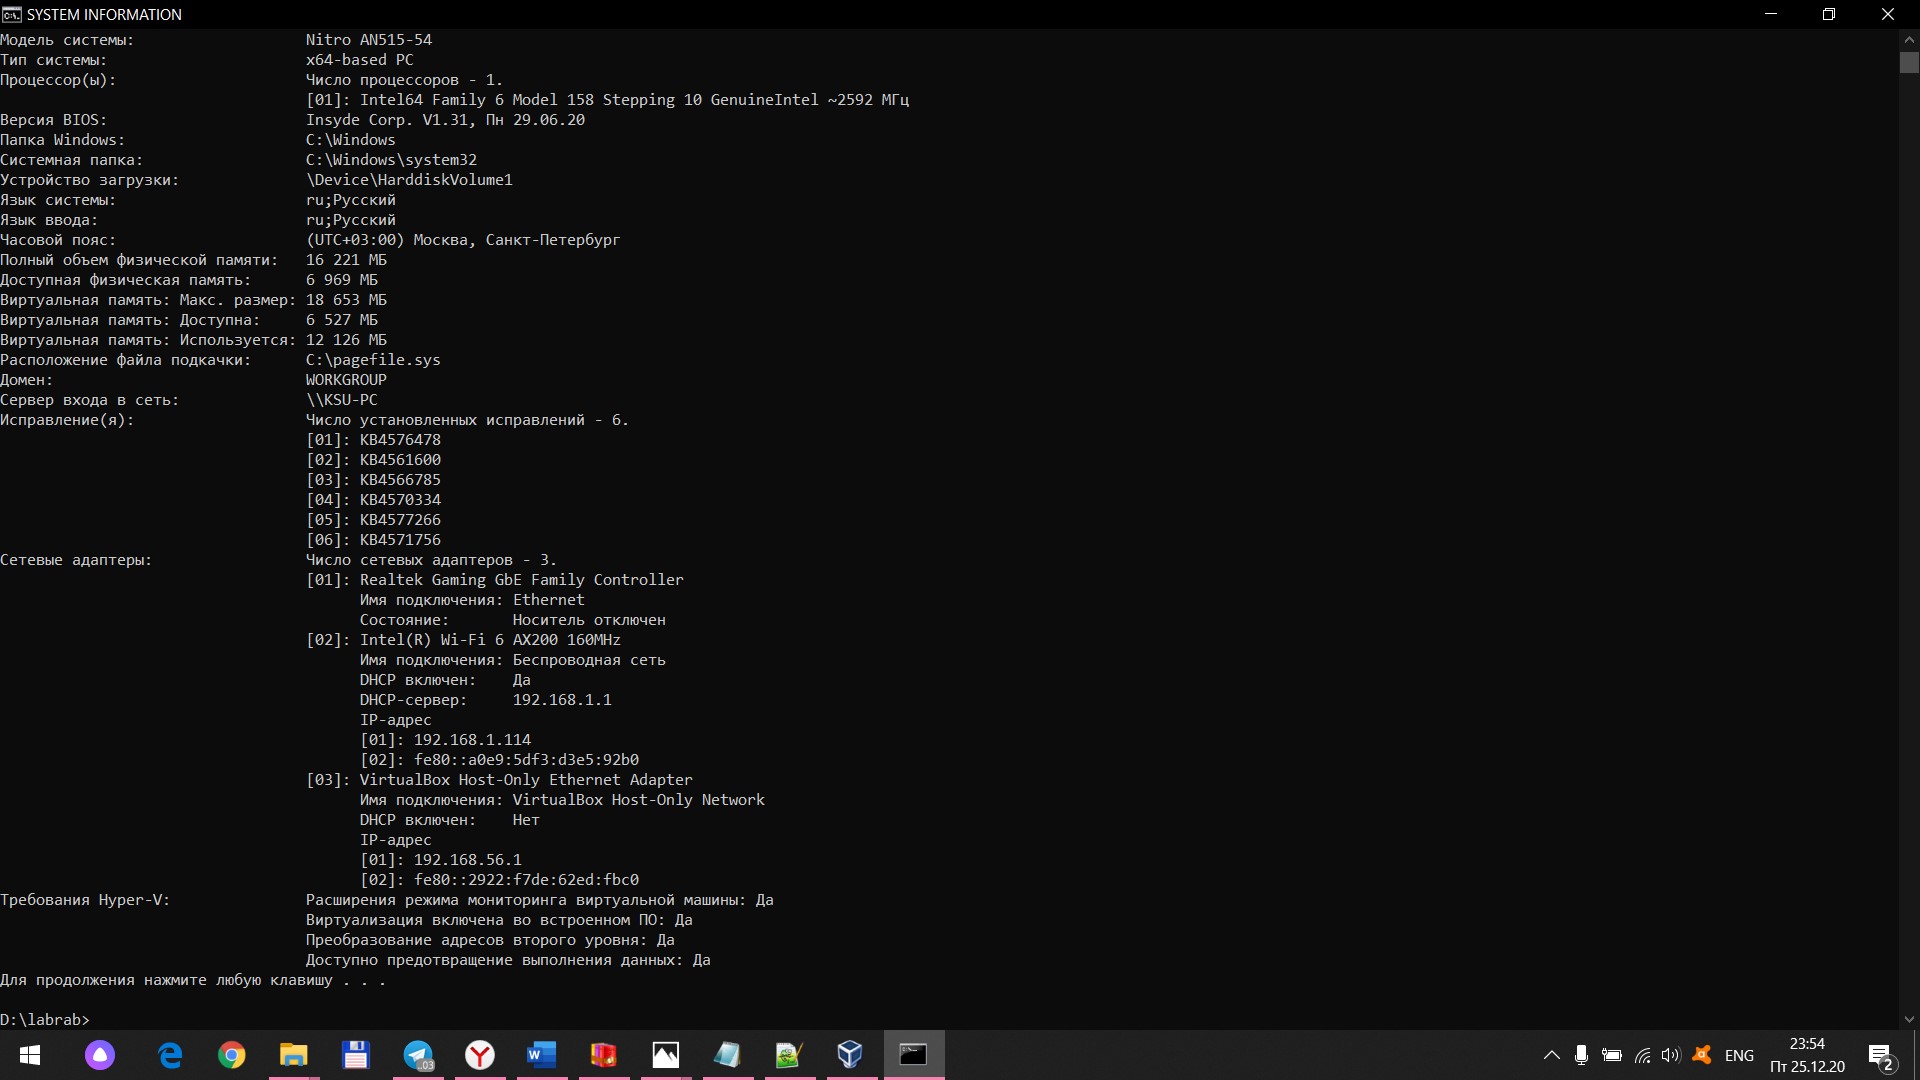 SYSTEM INFORMATION
Модель системы: Nitro AN515-54
Тип системы: x64-based PC
Процессор(ы): Число процессоров - 1.
[01]: Intel64 Family 6 Model 158 Stepping 10 GenuineIntel ~2592 МГц
Версия BIOS: Insyde Corp. V1.31, Пн 29.06.20
Папка Windows: C:\Windows
Системная папка: C:\Windows\system32
Устройство загрузки: \Device\HarddiskVolume1
Язык системы: ru;Русский
Язык ввода: ru;Русский
Часовой пояс: (UTC+03:00) Москва, Санкт-Петербург
Полный объем физической памяти: 16 221 МБ
Доступная физическая память: 6 969 МБ
Виртуальная память: Макс. размер: 18 653 МБ
Виртуальная память: Доступна: 6 527 МБ
Виртуальная память: Используется: 12 126 МБ
Расположение файла подкачки: C:\pagefile.sys
Домен: WORKGROUP
Сервер входа в сеть: \\KSU-PC
Исправление(я): Число установленных исправлений - 6.
[01]: KB4576478
[02]: KB4561600
[03]: KB4566785
[04]: KB4570334
[05]: KB4577266
[06]: KB4571756
Сетевые адаптеры: Число сетевых адаптеров - 3.
[01]: Realtek Gaming GbE Family Controller
Имя подключения: Ethernet
Состояние: Носитель отключен
[02]: Intel(R) Wi-Fi 6 AX200 160MHz
Имя подключения: Беспроводная сеть
DHCP включен: Да
DHCP-сервер: 192.168.1.1
IP-адрес
[01]: 192.168.1.114
[02]: fe80::a0e9:5df3:d3e5:92b0
[03]: VirtualBox Host-Only Ethernet Adapter
Имя подключения: VirtualBox Host-Only Network
DHCP включен: Нет
IP-адрес
[01]: 192.168.56.1
[02]: fe80::2922:f7de:62ed:fbc0
Требования Hyper-V: Расширения режима мониторинга виртуальной машины: Да
Виртуализация включена во встроенном ПО: Да
Преобразование адресов второго уровня: Да
Доступно предотвращение выполнения данных: Да
Для продолжения нажмите любую клавишу . . .
D:\labrab>
ENG
23:54
Пт 25.12.20
2